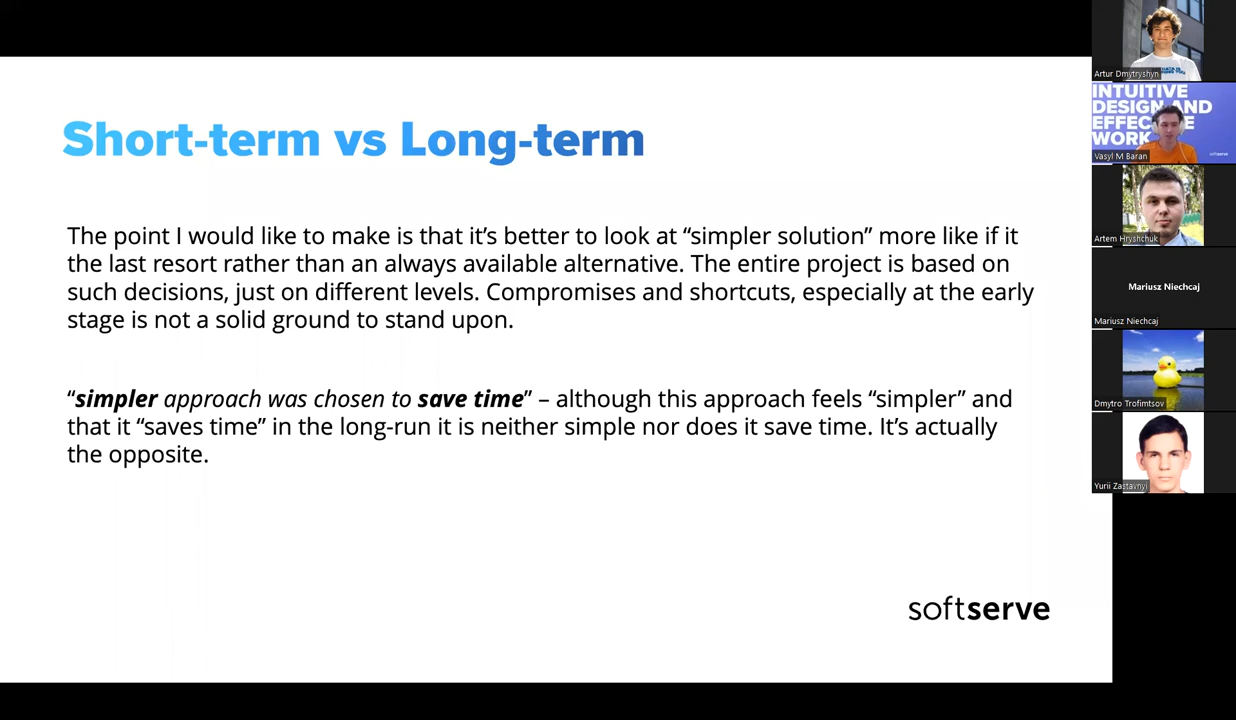 Short-term vs Long-term
The point I would like to make is that it’s better to look at “simpler solution” more like if it
the last resort rather than an always available alternative. The entire project is based on
such decisions, just on different levels. Compromises and shortcuts, especially at the early
stage is not a solid ground to stand upon.
“simpler approach was chosen to save time” – although this approach feels “simpler” and
that it “saves time” in the long-run it is neither simple nor does it save time. It’s actually
the opposite.
softserve
Artur Dmytryshyn
INTUITIVE
DESIGN AND
EFFEC E
WORK
softserve
Vasyl M Baran
Artem Hryshchuk
Mariusz Niechcaj
Mariusz Niechcaj
Dmytro Trofimtsov
Yurii Zastavnyi